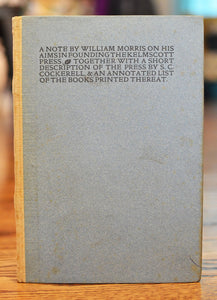 A NOTE BY WILLIAM MORRIS ON HIS
AIMS IN FOUNDING THE KELMSCOTT
PRESS TOGETHER WITH A SHORT
DESCRIPTION OF THE PRESS BY S. C.
COCKERELL, & AN ANNOTATED LIST
OF THE BOOKS PRINTED THEREAT.